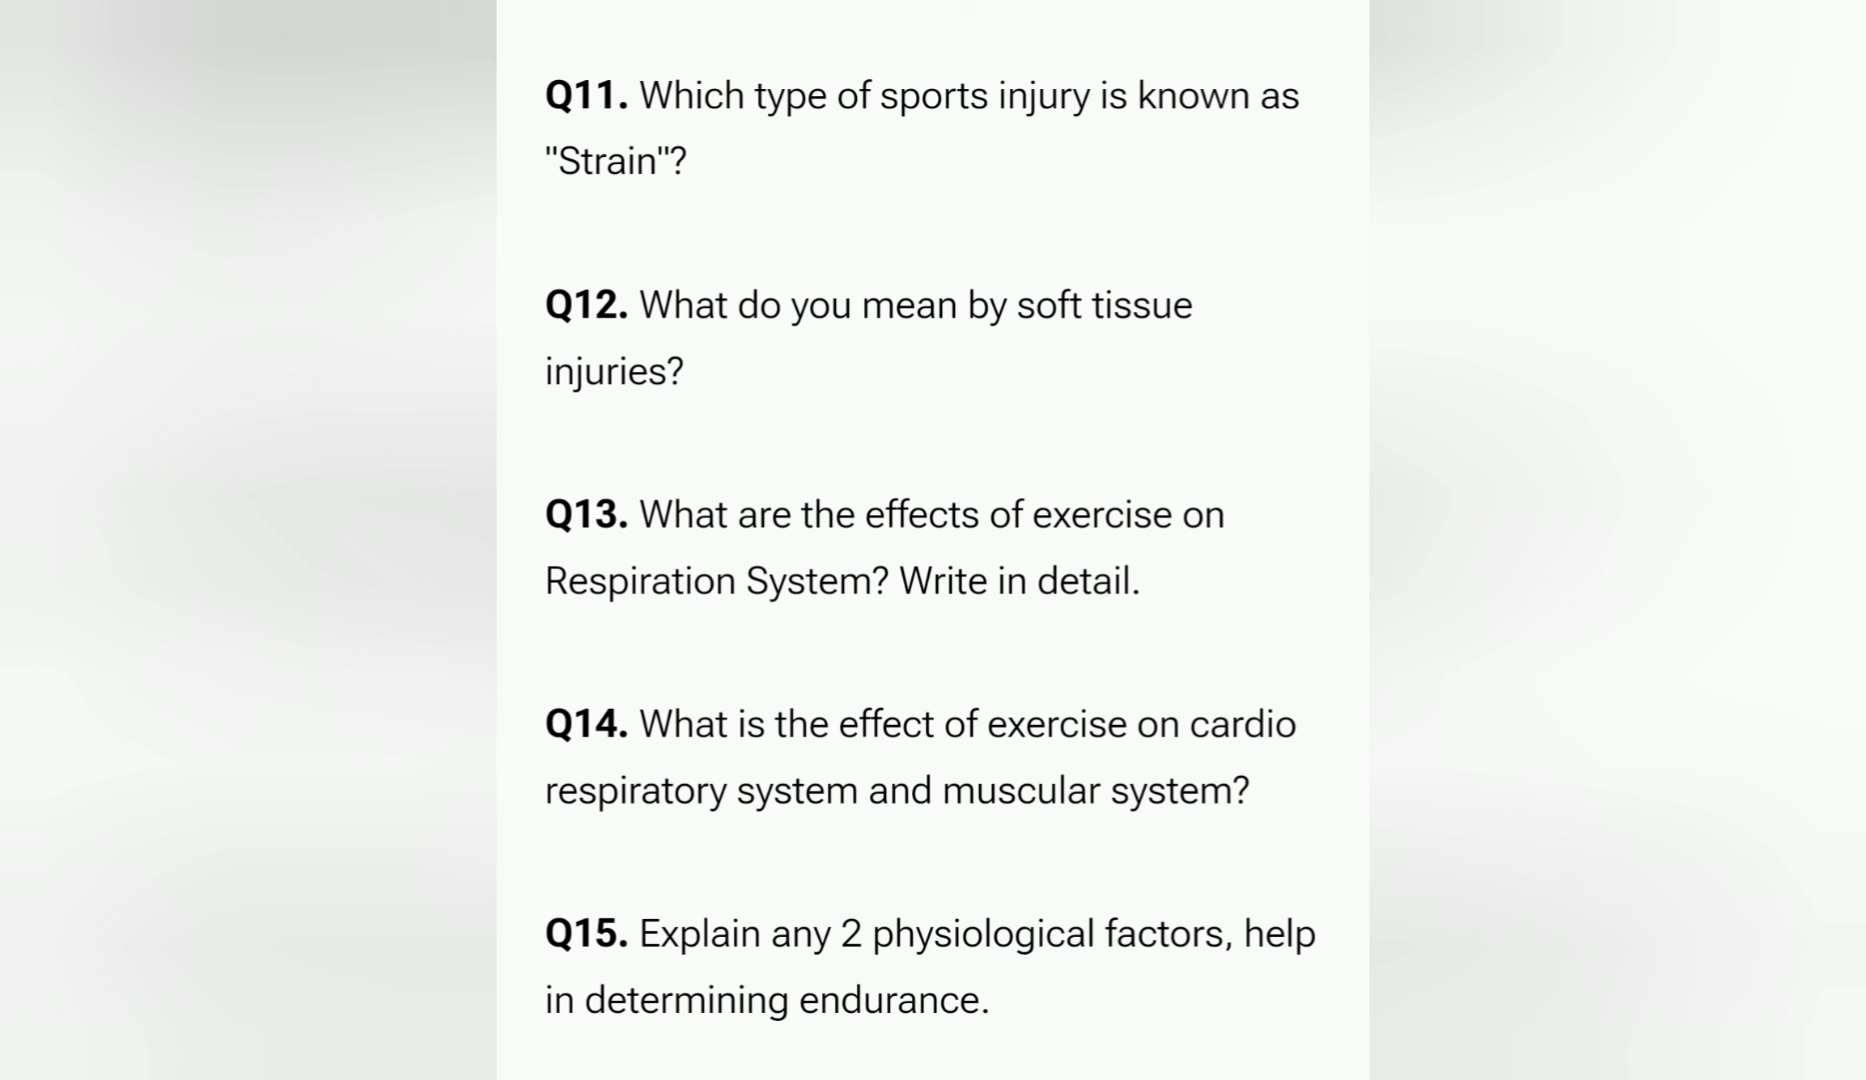 Q11. Which type of sports injury is known as
"Strain"?
Q12. What do you mean by soft tissue
injuries?
Q13. What are the effects of exercise on
Respiration System? Write in detail.
Q14. What is the effect of exercise on cardio
respiratory system and muscular system?
Q15. Explain any 2 physiological factors, help
in determining endurance.